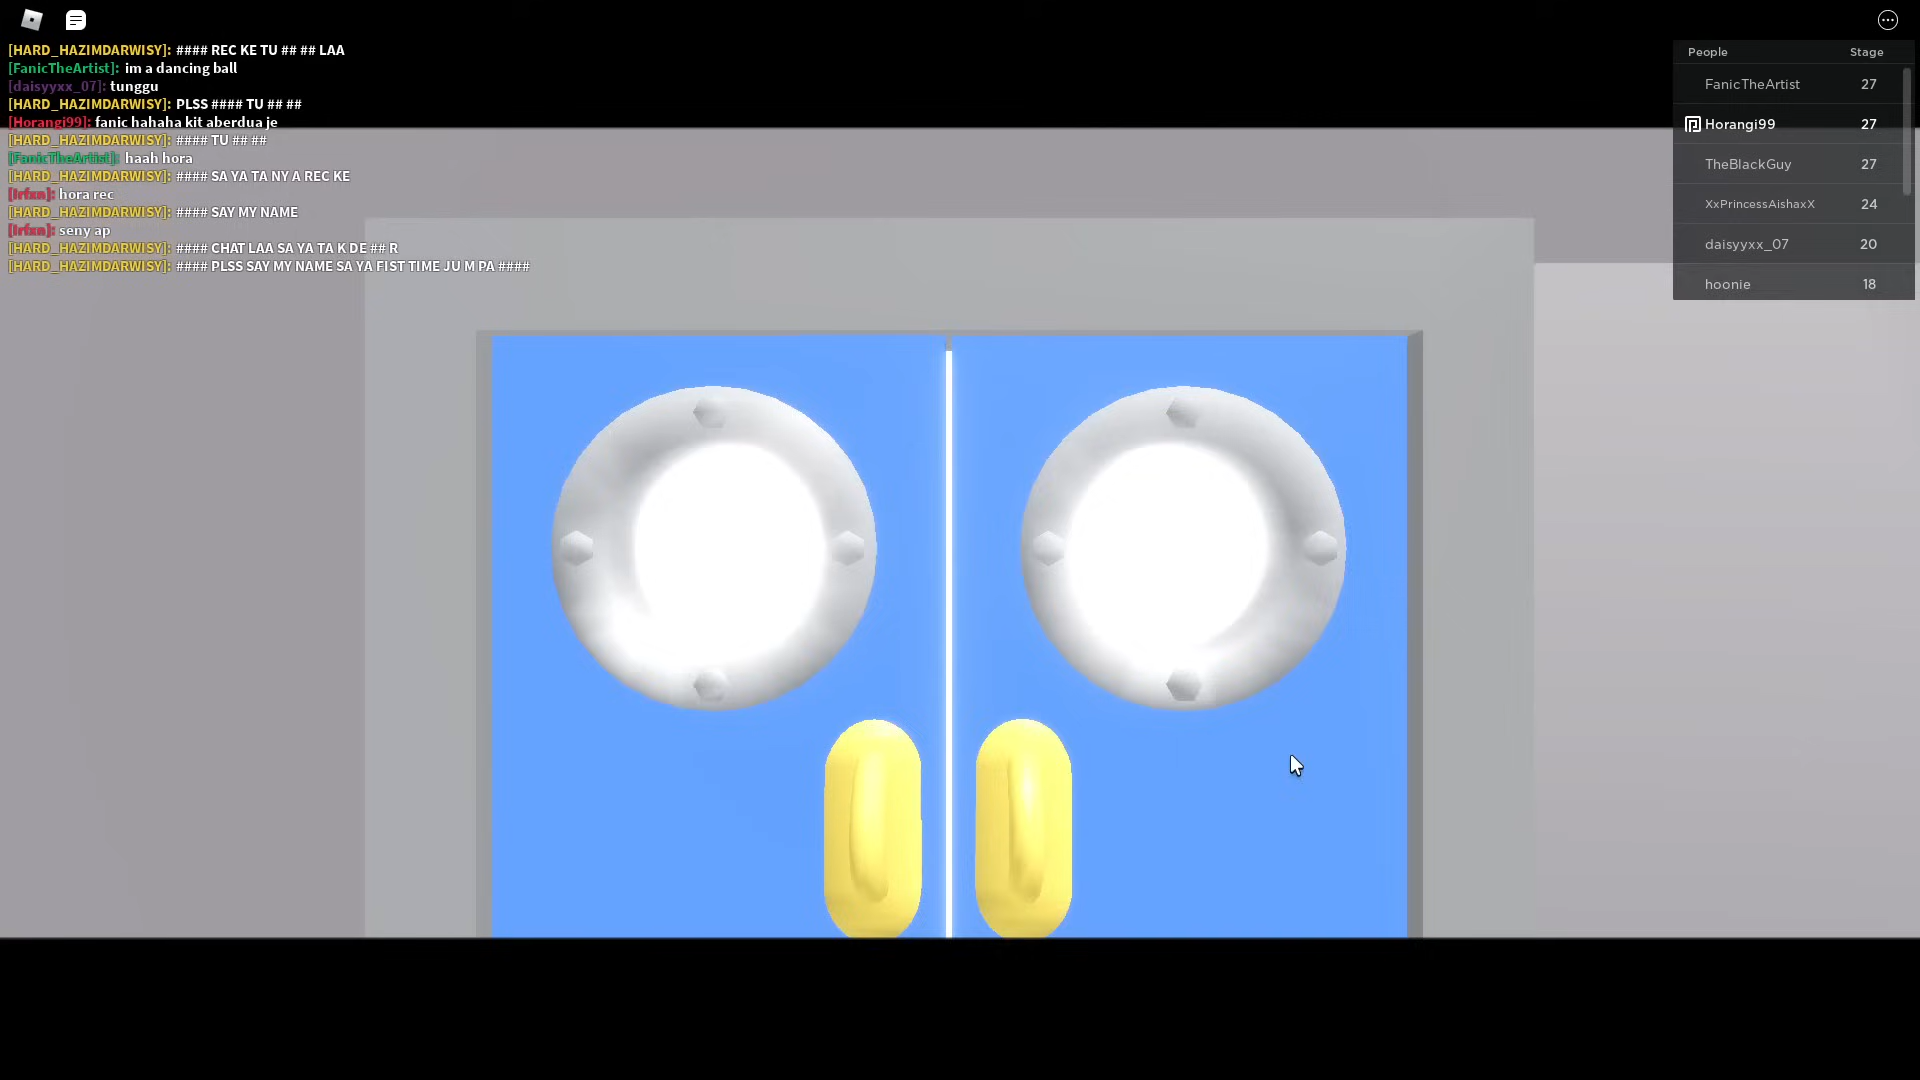 [HARD_HAZIMDARWISY]: #### REC KE TU ## ## LAA
[FanicTheArtist]: im a dancing ball
[daisyyxx_07]: tunggu
[HARD_HAZIMDARWISY]: PLSS #### TU ## ##
[Horangi99]: fanic hahaha kit aberdua je
[HARD_HAZIMDARWISY]: #### TU ## ##
[FanicTheArtist]: haah hora
[HARD_HAZIMDARWISY]: #### SA YA TA NY A REC KE
[Irfxn]: hora rec
[HARD_HAZIMDARWISY]: #### SAY MY NAME
[Irfxn]: seny ap
[HARD_HAZIMDARWISY]: #### CHAT LAA SA YA TA K DE ## R
[HARD_HAZIMDARWISY]: #### PLSS SAY MY NAME SA YA FIST TIME JU M PA ####
People Stage
FanicTheArtist 27
Horangi99 27
TheBlackGuy 27
XxPrincessAishaxX 24
daisyyxx_07 20
hoonie 18